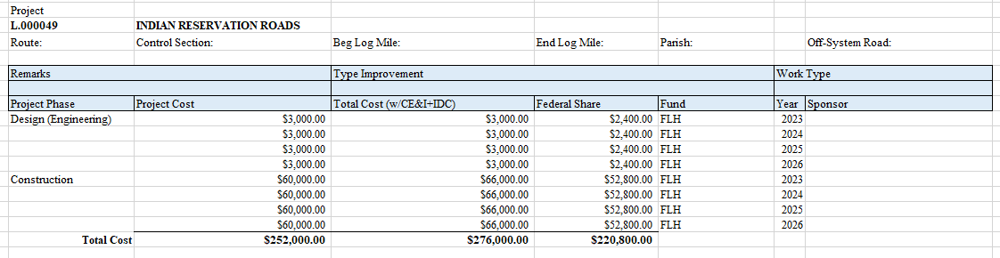 Project
L.000049 INDIAN RESERVATION ROADS
Route: Control Section: Beg Log Mile: End Log Mile: Parish: Off-System Road:
Remarks Type Improvement Work Type
Project Phase Project Cost Total Cost (w/CE&I+IDC) Federal Share Fund Year Sponsor
Design (Engineering) $3,000.00 $3,000.00 $2,400.00 FLH 2023
$3,000.00 $3,000.00 $2,400.00 FLH 2024
$3,000.00 $3,000.00 $2,400.00 FLH 2025
$3,000.00 $3,000.00 $2,400.00 FLH 2026
Construction $60,000.00 $66,000.00 $52,800.00 FLH 2023
$60,000.00 $66,000.00 $52,800.00 FLH 2024
$60,000.00 $66,000.00 $52,800.00 FLH 2025
$60,000.00 $66,000.00 $52,800.00 FLH 2026
Total Cost $252,000.00 $276,000.00 $220,800.00